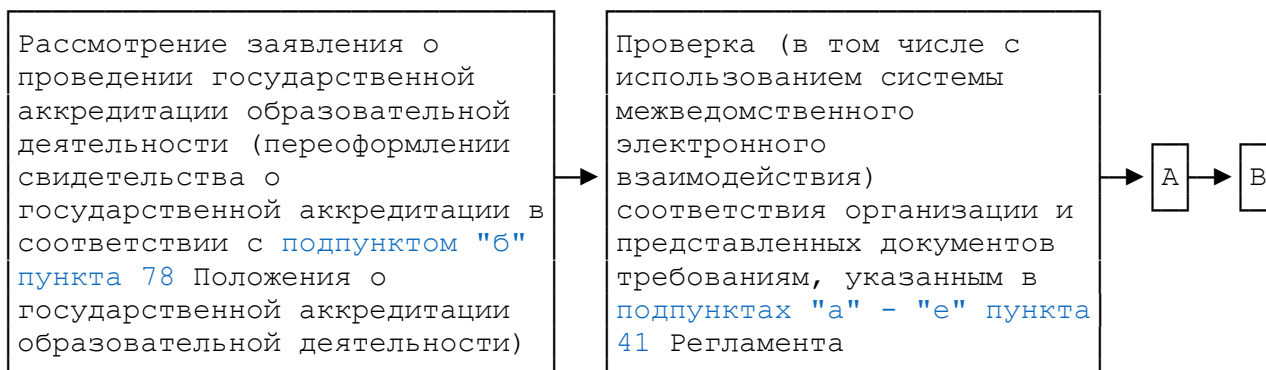 Рассмотрение заявления о
проведении государственной
аккредитации образовательной
деятельности (переоформлении
свидетельства о
государственной аккредитации в
соответствии с подпунктом "б"
пункта 78 Положения о
государственной аккредитации
образовательной деятельности)
Проверка (в том числе с
использованием системы
межведомственного
электронного
взаимодействия)
соответствия организации и
представленных документов
требованиям, указанным в
подпунктах "а" - "е" пункта
41 Регламента
А
В